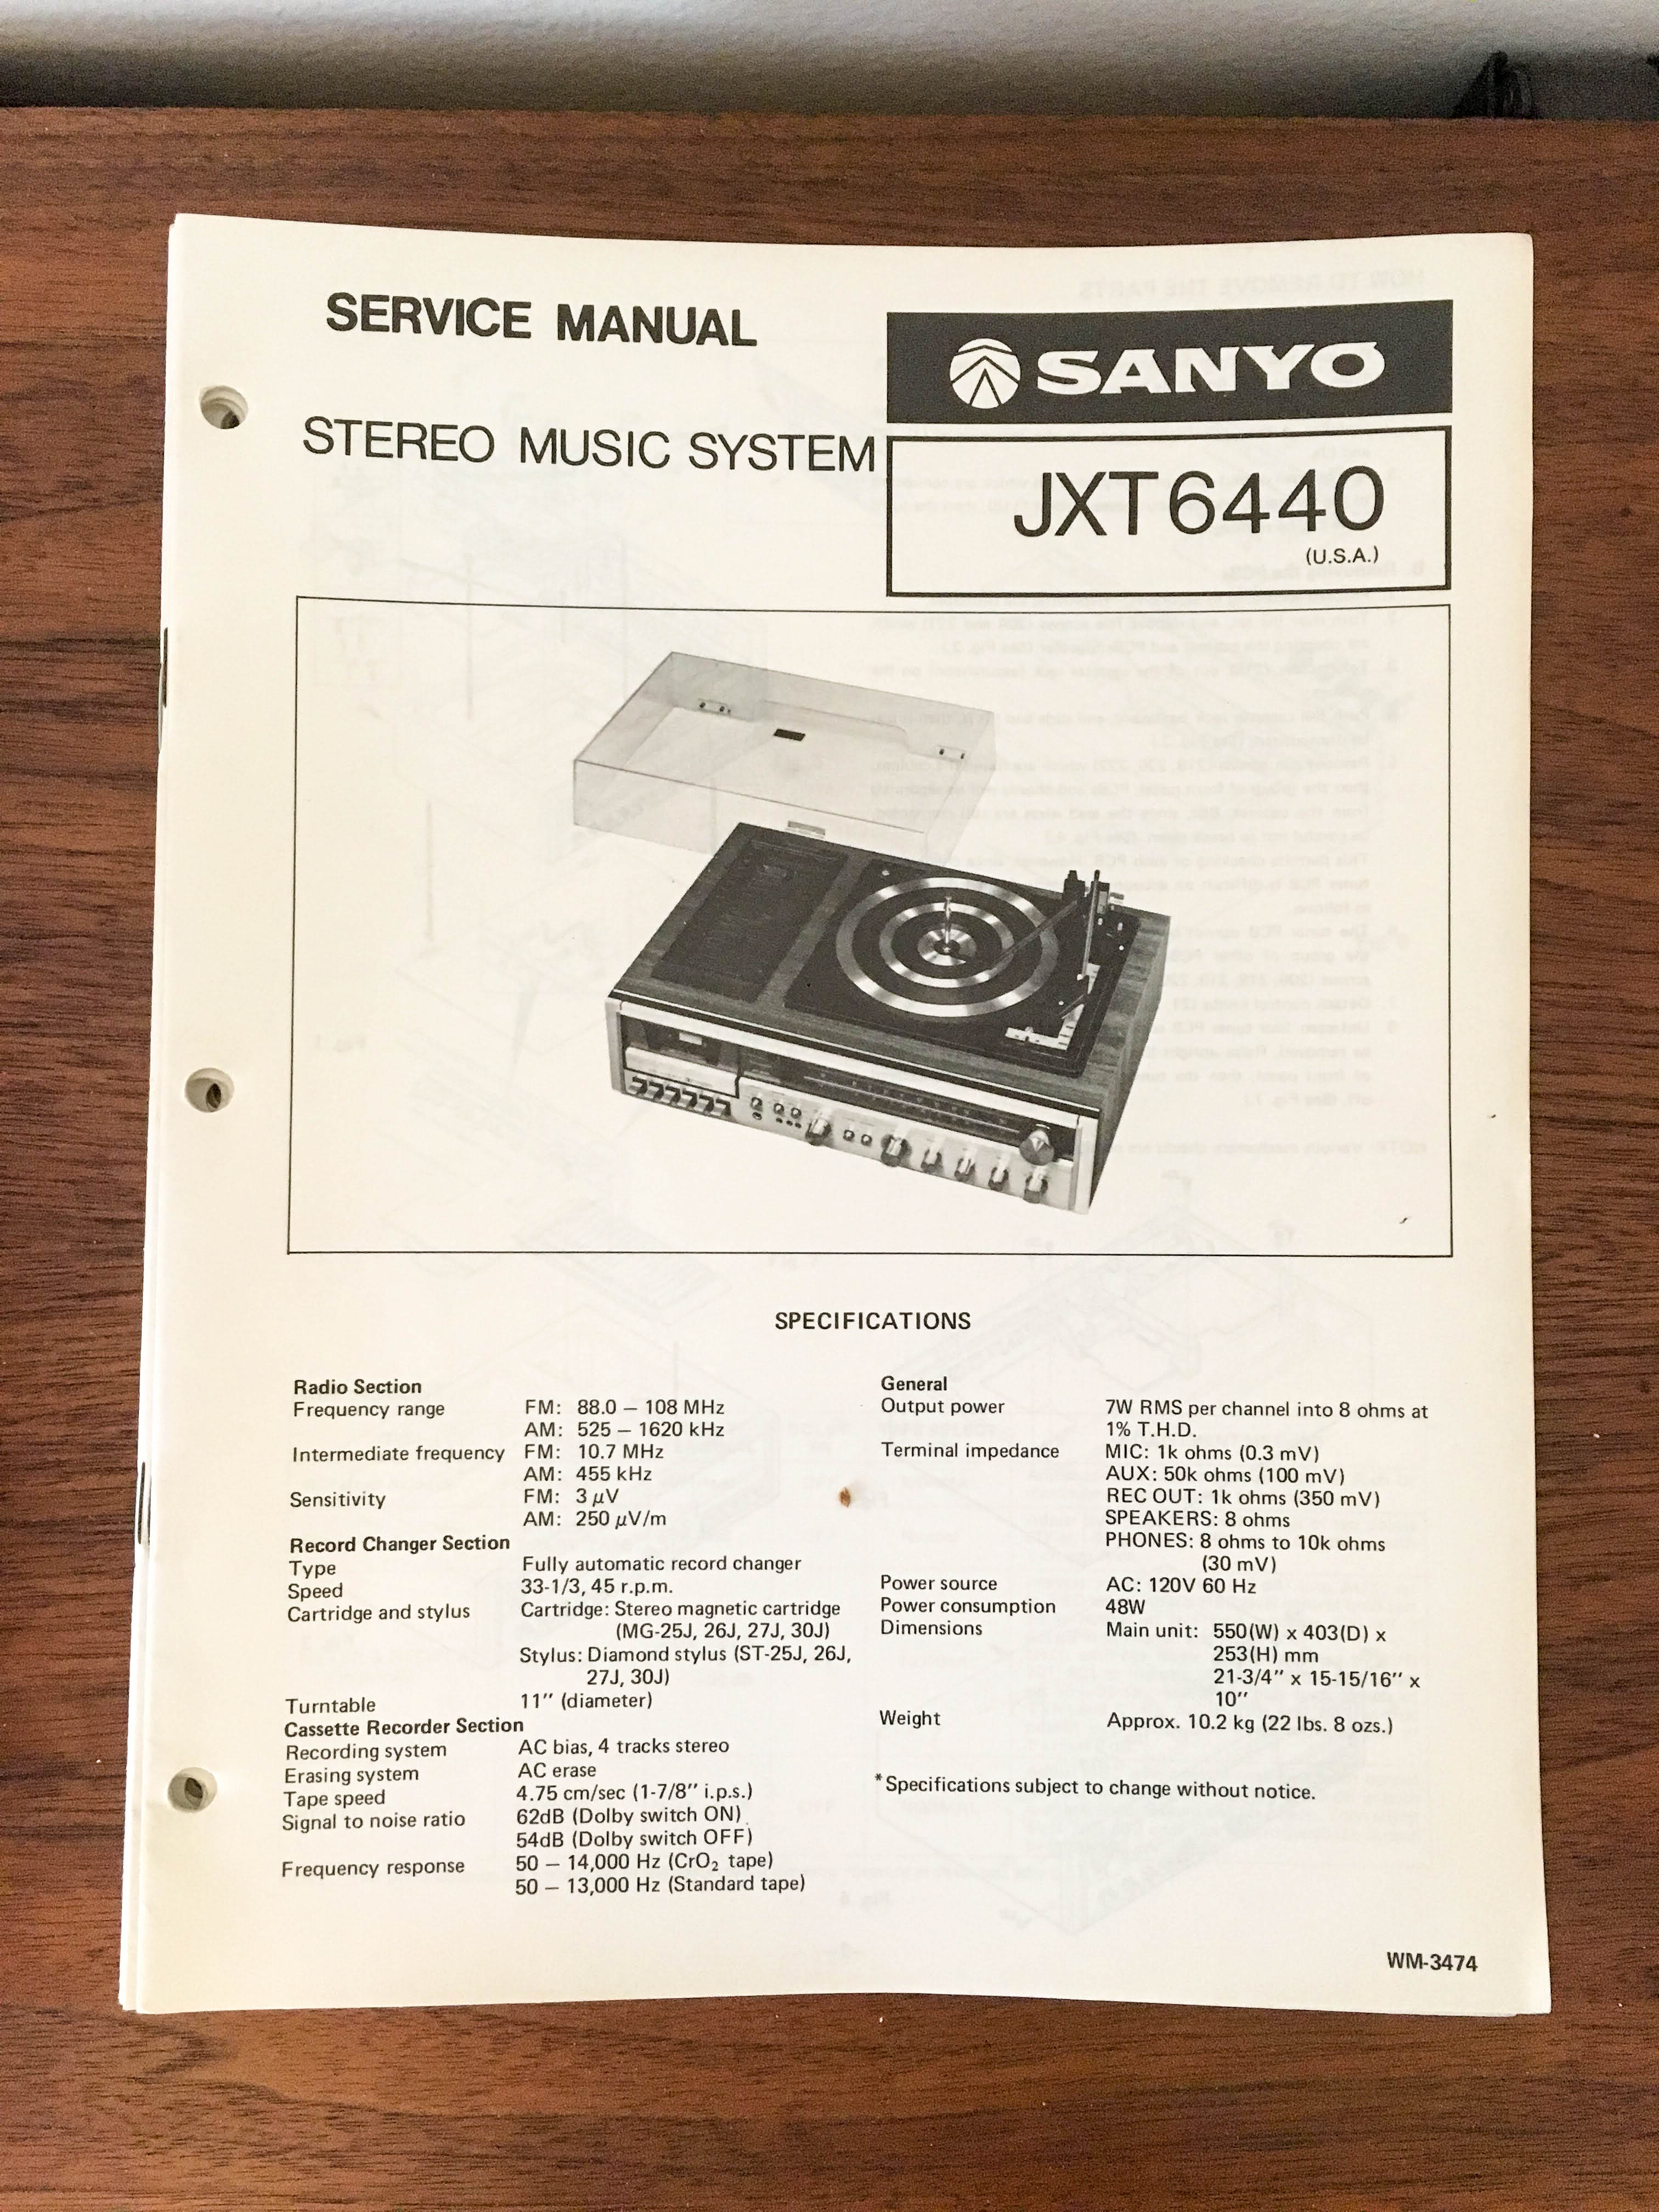 SERVICE MANUAL
SANYO
STEREO MUSIC SYSTEM
JXT6440
(U.S.A.)
SPECIFICATIONS
Radio Section
Frequency range FM: 88.0 – 108 MHz
AM: 525 – 1620 kHz
Intermediate frequency FM: 10.7 MHz
AM: 455 kHz
Sensitivity FM: 3 μV
AM: 250 μV/m
Record Changer Section
Type Fully automatic record changer
Speed 33-1/3, 45 r.p.m.
Cartridge and stylus Cartridge: Stereo magnetic cartridge
(MG-25J, 26J, 27J, 30J)
Stylus: Diamond stylus (ST-25J, 26J,
27J, 30J)
Turntable 11" (diameter)
Cassette Recorder Section
Recording system AC bias, 4 tracks stereo
Erasing system AC erase
Tape speed 4.75 cm/sec (1-7/8" i.p.s.)
Signal to noise ratio 62dB (Dolby switch ON)
54dB (Dolby switch OFF)
Frequency response 50 – 14,000 Hz (CrO₂ tape)
50 – 13,000 Hz (Standard tape)
General
Output power 7W RMS per channel into 8 ohms at
1% T.H.D.
Terminal impedance MIC: 1k ohms (0.3 mV)
AUX: 50k ohms (100 mV)
REC OUT: 1k ohms (350 mV)
SPEAKERS: 8 ohms
PHONES: 8 ohms to 10k ohms
(30 mV)
Power source AC: 120V 60 Hz
Power consumption 48W
Dimensions Main unit: 550(W) x 403(D) x
253(H) mm
21-3/4" x 15-15/16" x
10"
Weight Approx. 10.2 kg (22 lbs. 8 ozs.)
*Specifications subject to change without notice.
WM-3474